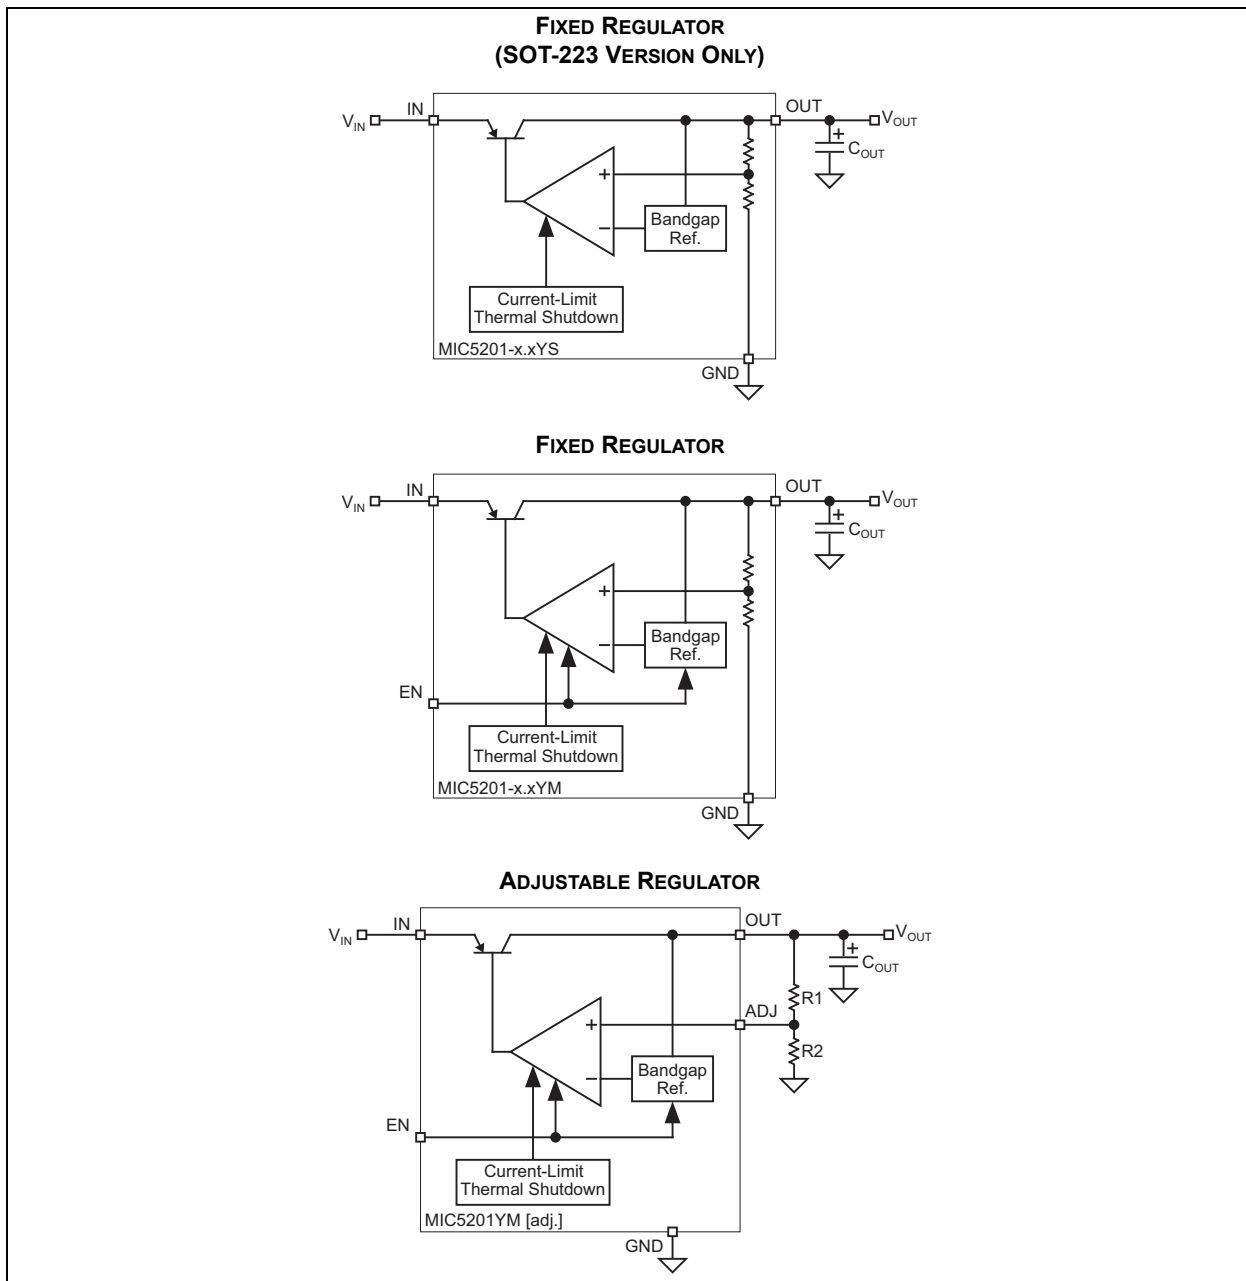 FIXED REGULATOR
(SOT-223 VERSION ONLY)
IN
OUT
VIN
VOUT
+
COUT
+
Bandgap
Ref.
−
Current-Limit
Thermal Shutdown
MIC5201-x.xYS
GND
FIXED REGULATOR
IN
OUT
VIN
VOUT
+
COUT
+
Bandgap
Ref.
−
EN
Current-Limit
Thermal Shutdown
MIC5201-x.xYM
GND
ADJUSTABLE REGULATOR
IN
OUT
VIN
VOUT
+
COUT
R1
ADJ
+
R2
Bandgap
Ref.
−
EN
Current-Limit
Thermal Shutdown
MIC5201YM [adj.]
GND